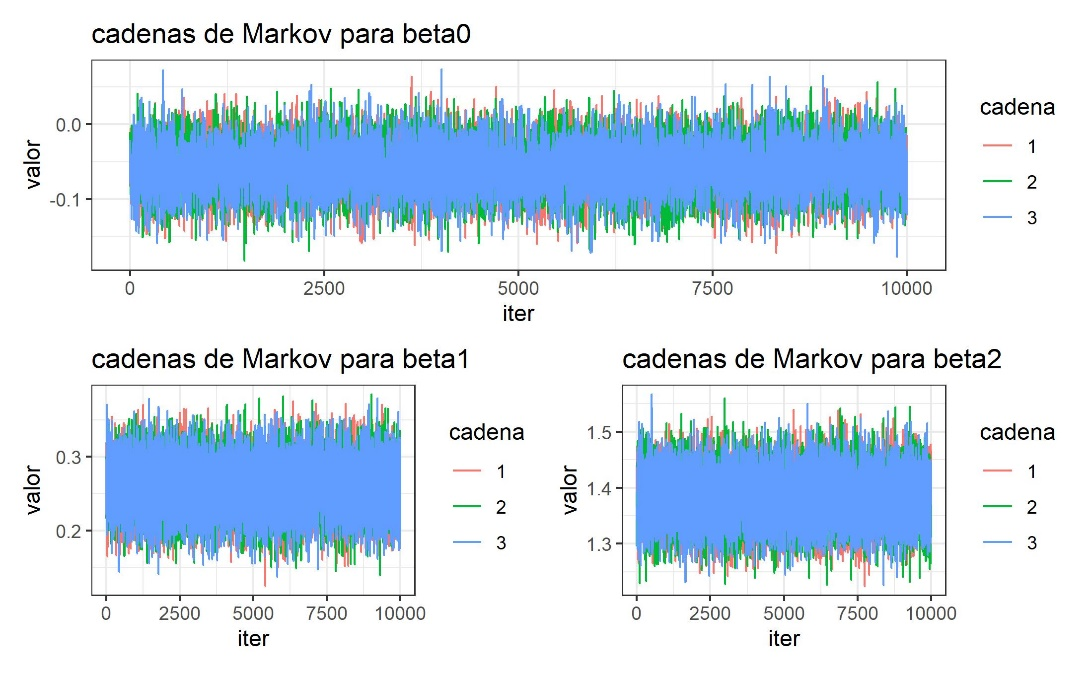 cadenas de Markov para beta0
valor
0.0
-0.1
0 2500 5000 7500 10000
iter
cadena
1
2
3
cadenas de Markov para beta1
valor
0.3
0.2
0 2500 5000 7500 10000
iter
cadena
1
2
3
cadenas de Markov para beta2
valor
1.5
1.4
1.3
0 2500 5000 7500 10000
iter
cadena
1
2
3